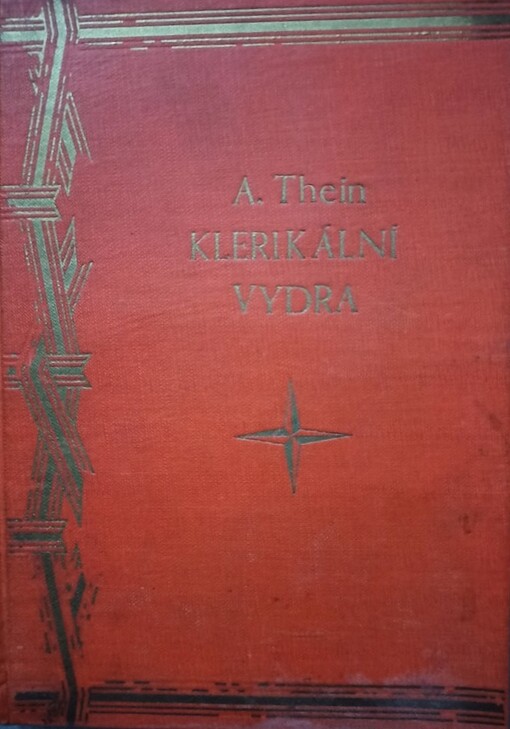 A. Thein
KLERIKÁLNÍ
VYDRA